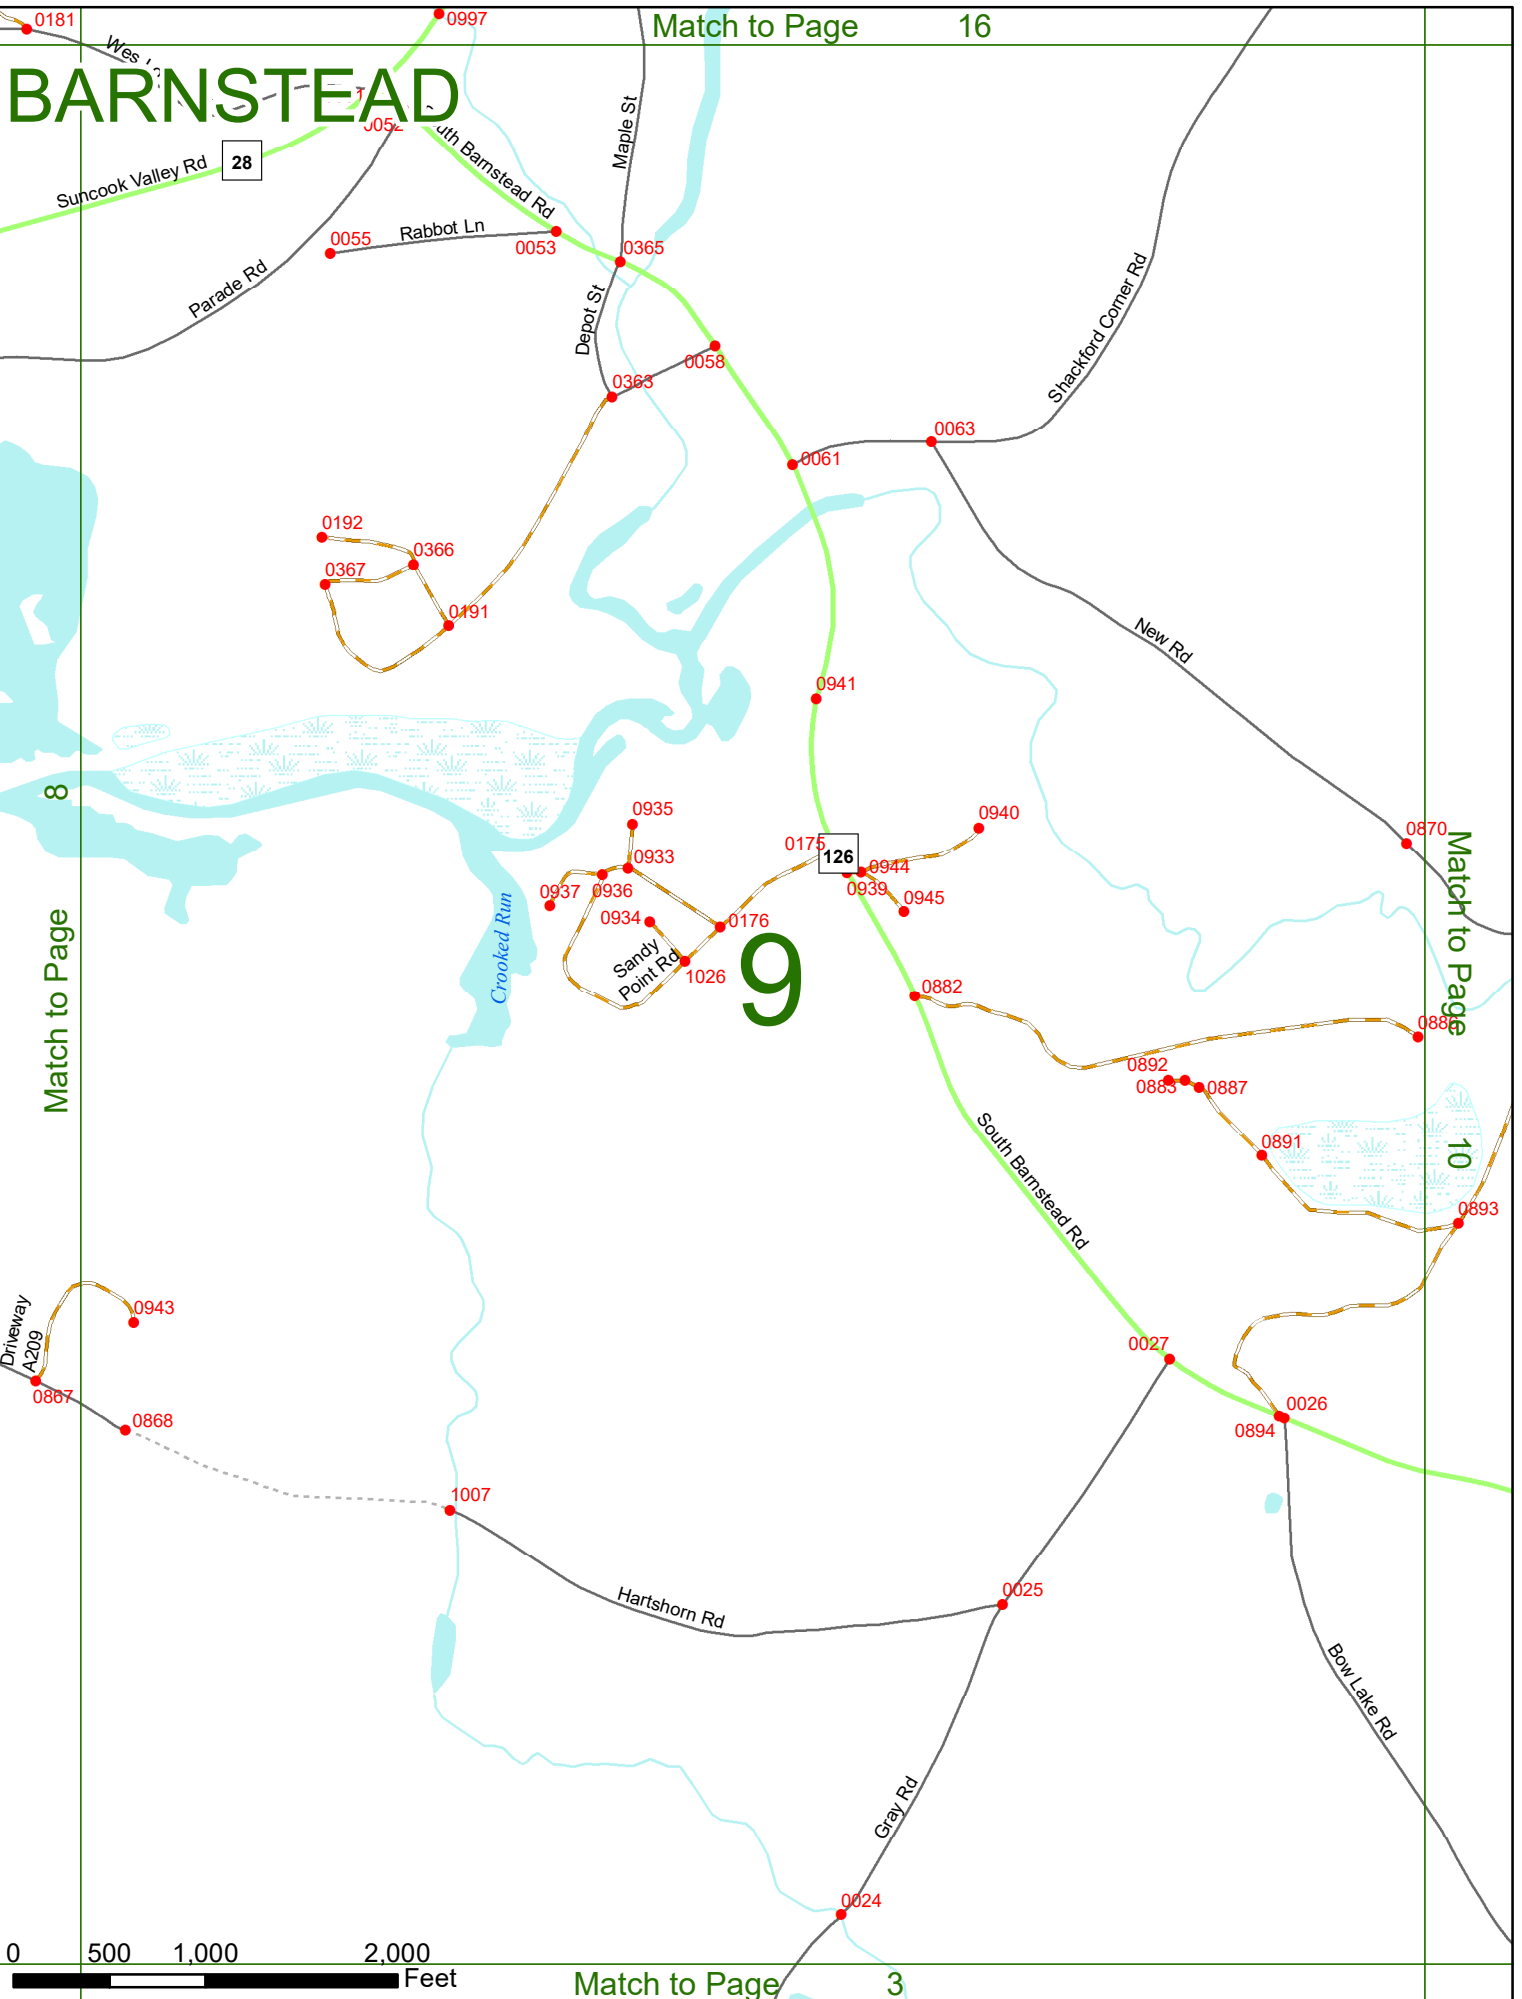 0181
0997
Match to Page 16
BARNSTEAD
0052
28
Suncook Valley Rd
South Barnstead Rd
Maple St
Rabbot Ln
0055
0053
0365
Parade Rd
Depot St
Shackford Corner Rd
0058
0363
0063
0061
0192
0366
0367
0191
New Rd
0941
8
Match to Page
0935
0940
0175
126
0870
Match to Page
10
0933
0944
0937
0936
0939
0945
0934
0176
Crooked Run
Sandy
Point Rd
1026
9
0882
0886
0892
0883
0887
South Barnstead Rd
0891
0893
Driveway
A209
0943
0867
0868
0027
0026
0894
1007
Hartshorn Rd
0025
Bow Lake Rd
Gray Rd
0024
0 500 1,000 2,000
Feet
Match to Page 3